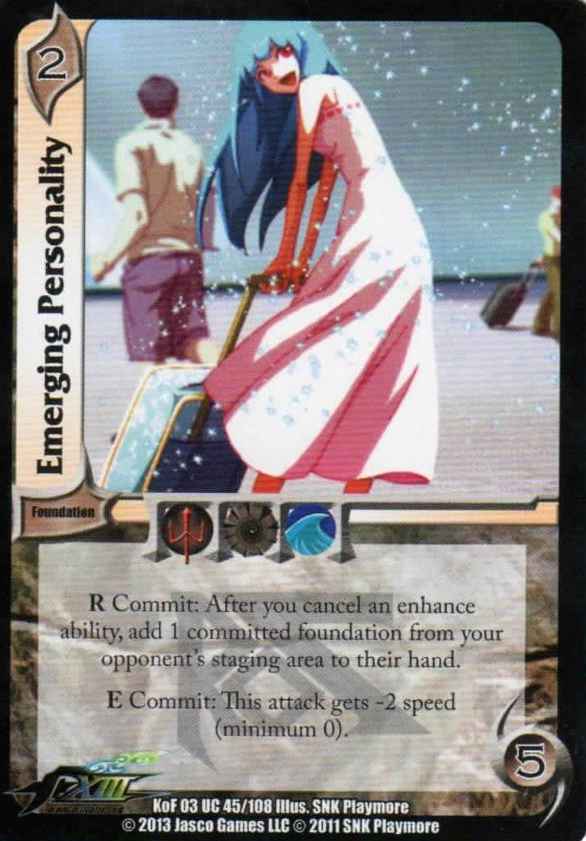 2
Emerging Personality
Foundation
R Commit: After you cancel an enhance
ability, add 1 committed foundation from your
opponent's staging area to their hand.
E Commit: This attack gets -2 speed
(minimum 0).
5
XIII
KoF 03 UC 45/108 Illus. SNK Playmore
© 2013 Jasco Games LLC © 2011 SNK Playmore